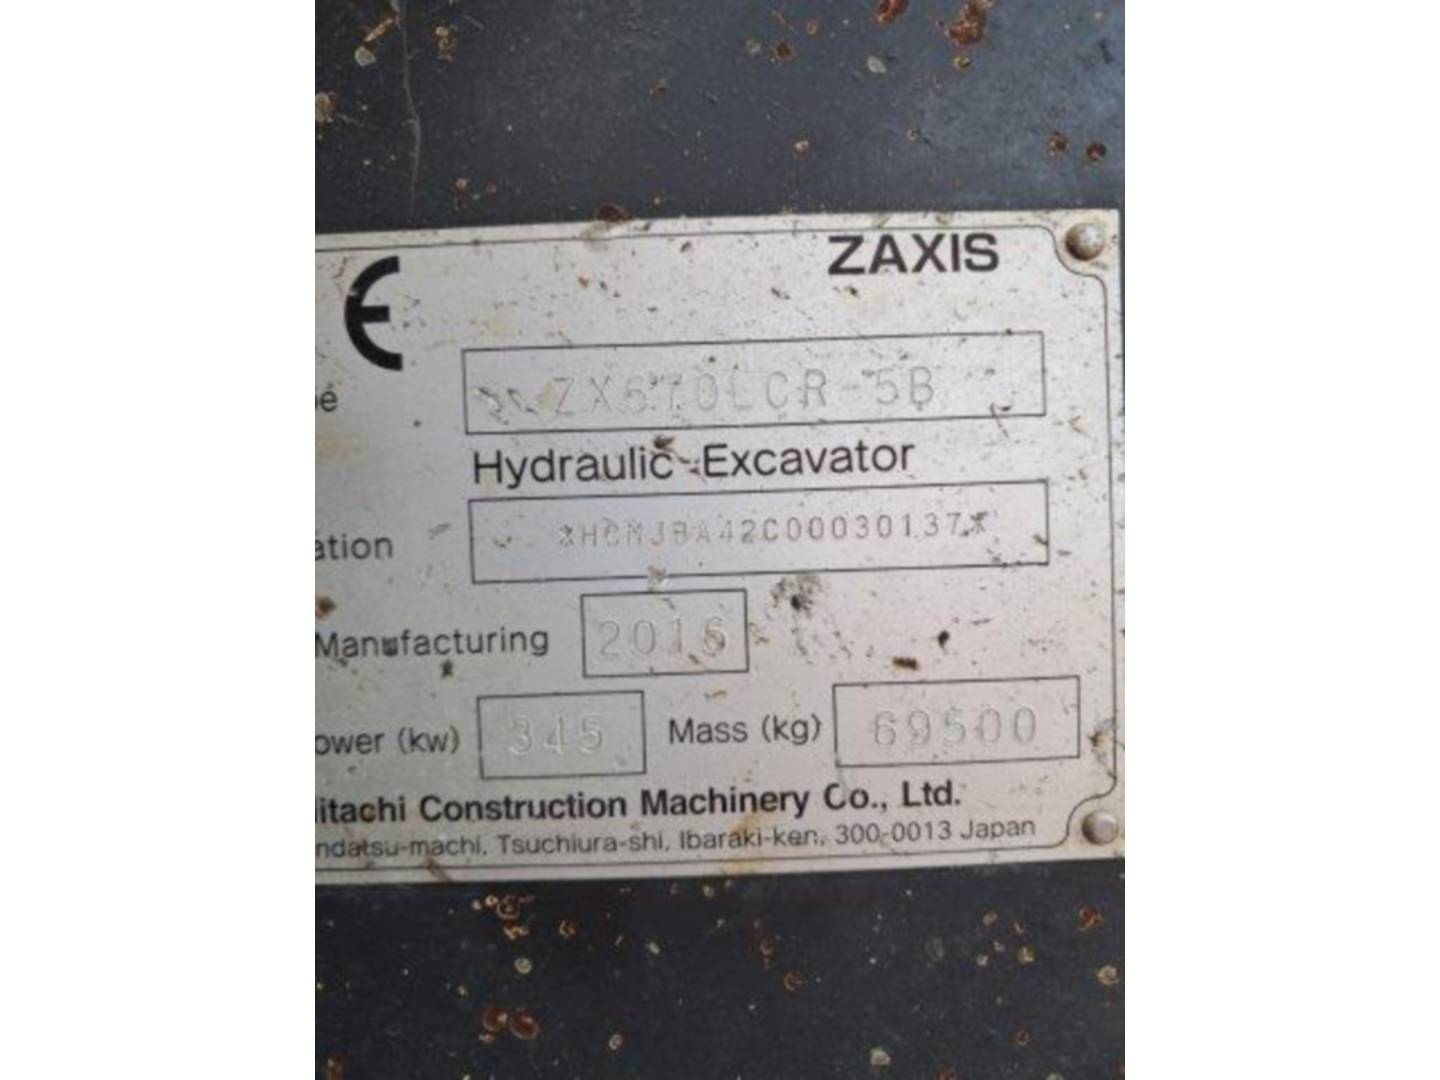 ZAXIS
CE
ZX670LCR-5B
Hydraulic Excavator
ation *HCMJBA42C00030137*
Manufacturing 2016
ower (kw) 345 Mass (kg) 69500
itachi Construction Machinery Co., Ltd.
ndatsu-machi, Tsuchiura-shi, Ibaraki-ken, 300-0013 Japan